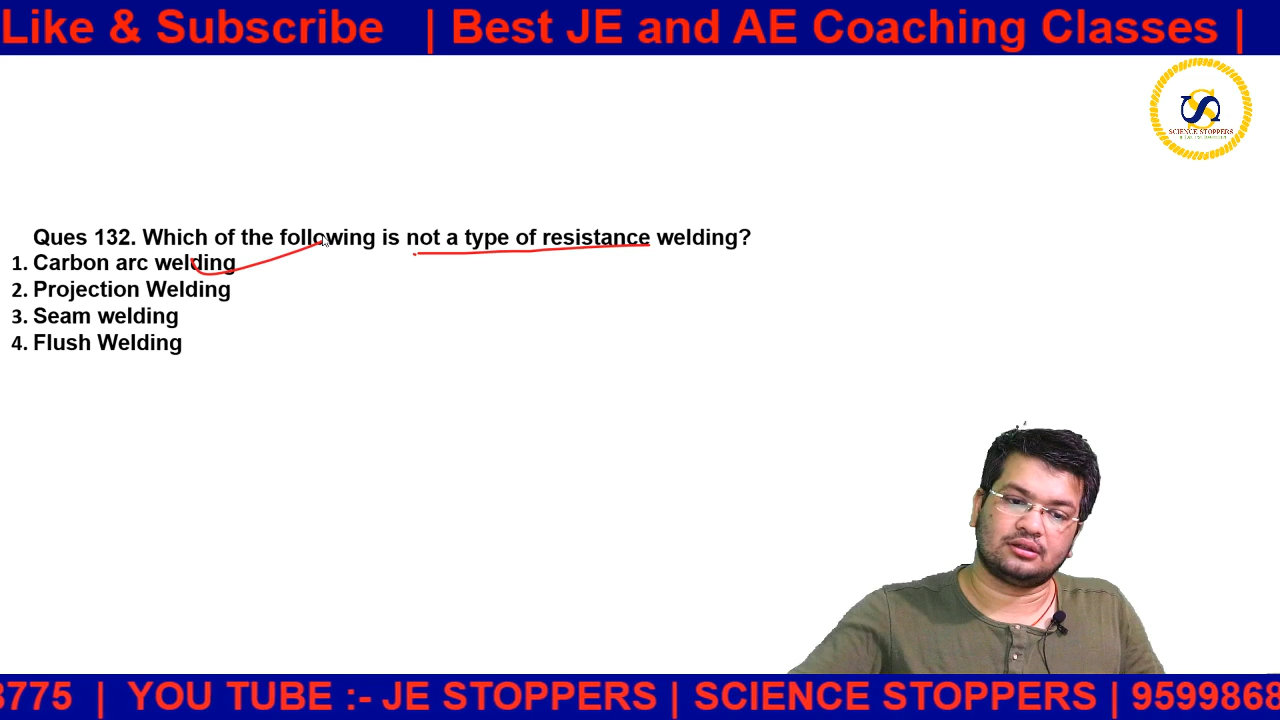 Like & Subscribe | Best JE and AE Coaching Classes |
SCIENCE STOPPERS
Ques 132. Which of the following is not a type of resistance welding?
1. Carbon arc welding
2. Projection Welding
3. Seam welding
4. Flush Welding
3775 | YOU TUBE :- JE STOPPERS | SCIENCE STOPPERS | 9599868